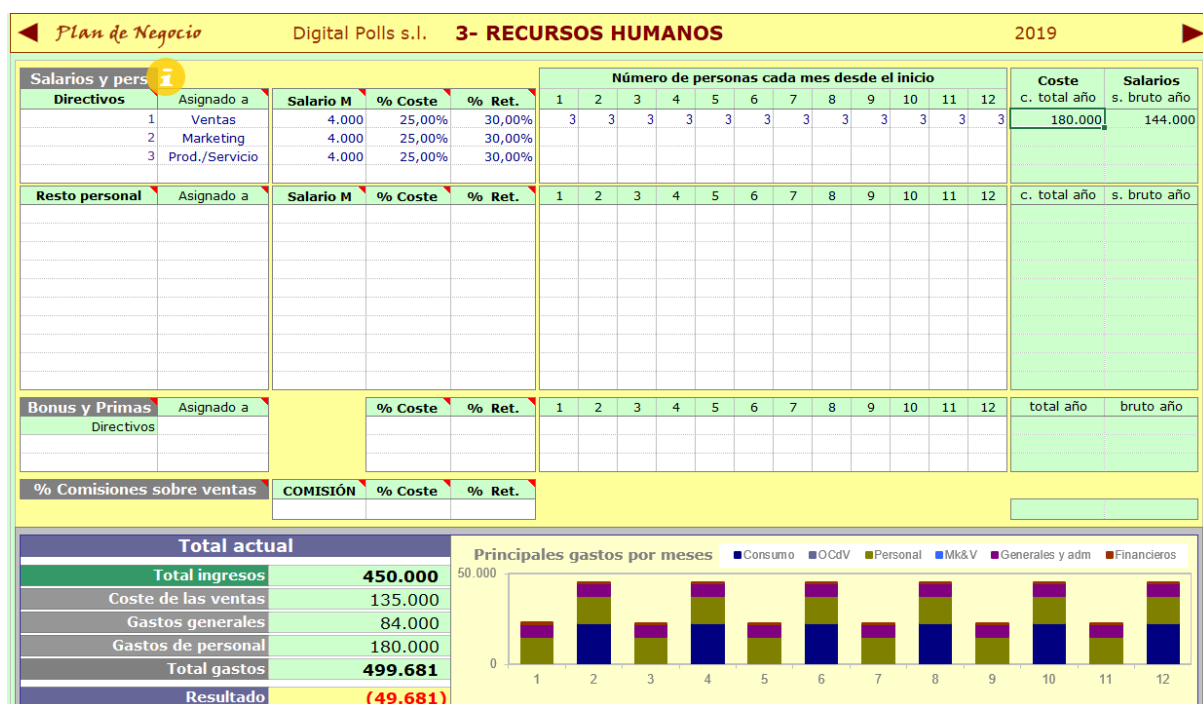 Plan de Negocio Digital Polls s.l. 3- RECURSOS HUMANOS 2019
Salarios y pers Número de personas cada mes desde el inicio Coste Salarios
Directivos Asignado a Salario M % Coste % Ret. 1 2 3 4 5 6 7 8 9 10 11 12 c. total año s. bruto año
1 Ventas 4.000 25,00% 30,00% 3 3 3 3 3 3 3 3 3 3 3 3 180.000 144.000
2 Marketing 4.000 25,00% 30,00%
3 Prod./Servicio 4.000 25,00% 30,00%
Resto personal Asignado a Salario M % Coste % Ret. 1 2 3 4 5 6 7 8 9 10 11 12 c. total año s. bruto año
Bonus y Primas Asignado a % Coste % Ret. 1 2 3 4 5 6 7 8 9 10 11 12 total año bruto año
Directivos
% Comisiones sobre ventas COMISIÓN % Coste % Ret.
Total actual
Total ingresos 450.000
Coste de las ventas 135.000
Gastos generales 84.000
Gastos de personal 180.000
Total gastos 499.681
Resultado (49.681)
Principales gastos por meses Consumo OCdV Personal Mk&V Generales y adm Financieros
50.000
0
1 2 3 4 5 6 7 8 9 10 11 12